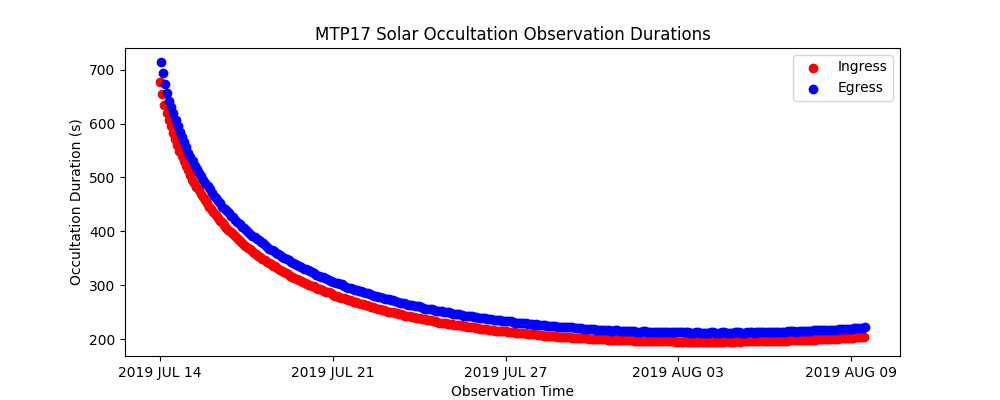 MTP17 Solar Occultation Observation Durations
Ingress
Egress
Occultation Duration (s)
700
600
500
400
300
200
2019 JUL 14 2019 JUL 21 2019 JUL 27 2019 AUG 03 2019 AUG 09
Observation Time